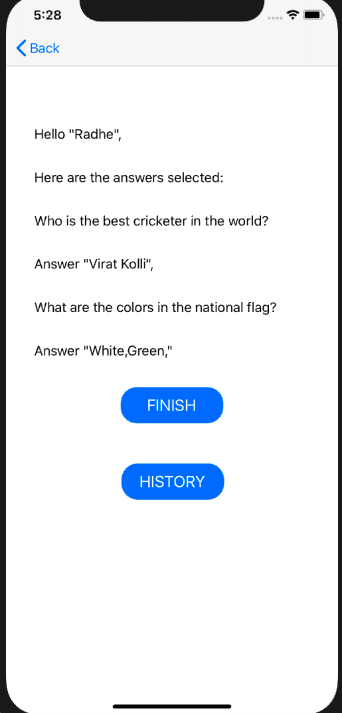 5:28
Back
Hello "Radhe",
Here are the answers selected:
Who is the best cricketer in the world?
Answer "Virat Kolli",
What are the colors in the national flag?
Answer "White,Green,"
FINISH
HISTORY